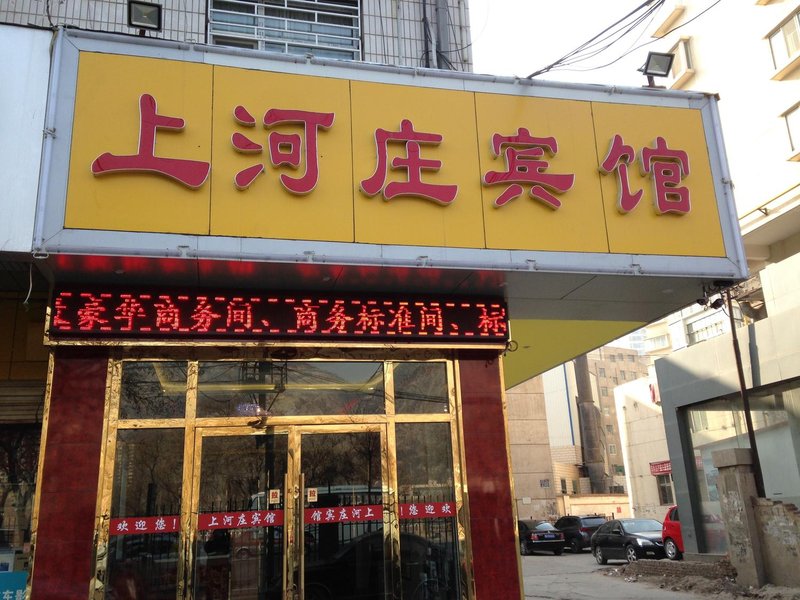 上河庄宾馆
豪华商务间、商务标准间、标
欢迎您！上河庄宾馆
馆宾庄河上！您迎欢